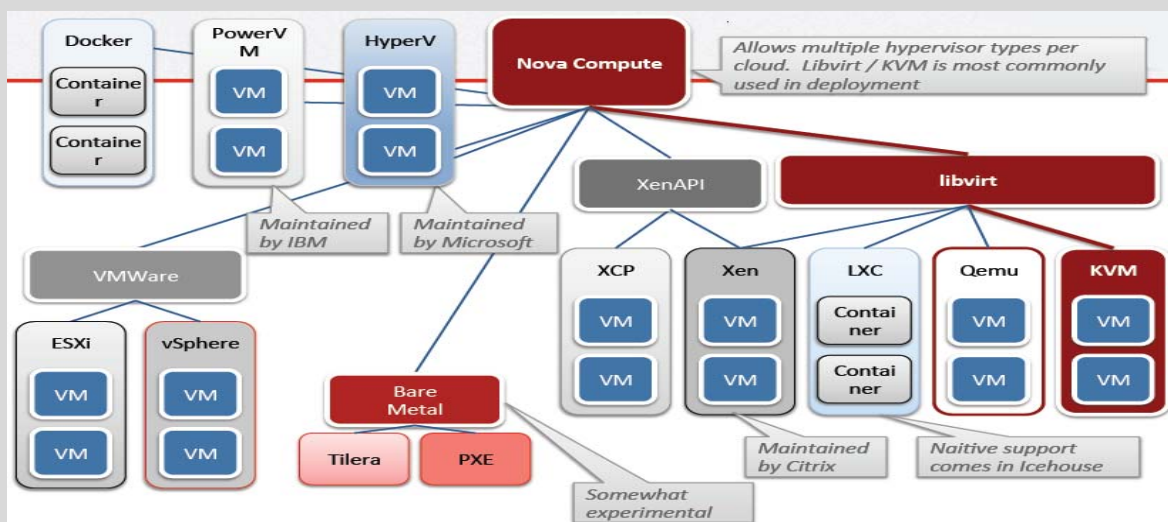 Docker
Containe
r
Containe
r
PowerV
M
VM
VM
HyperV
VM
VM
Nova Compute
Allows multiple hypervisor types per
cloud. Libvirt / KVM is most commonly
used in deployment
Maintained
by IBM
Maintained
by Microsoft
XenAPI
libvirt
VMWare
ESXi
VM
VM
vSphere
VM
VM
Bare
Metal
Tilera
PXE
Somewhat
experimental
XCP
VM
VM
Xen
VM
VM
LXC
Contai
ner
Contai
ner
Qemu
VM
VM
KVM
VM
VM
Maintained
by Citrix
Naitive support
comes in Icehouse